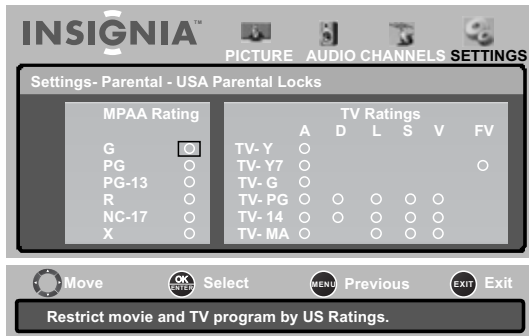 INSIGNIA™
PICTURE AUDIO CHANNELS SETTINGS
Settings- Parental - USA Parental Locks
MPAA Rating
TV Ratings
A D L S V FV
G TV- Y
PG TV- Y7
PG-13 TV- G
R TV- PG
NC-17 TV- 14
X TV- MA
Move OK ENTER Select MENU Previous EXIT Exit
Restrict movie and TV program by US Ratings.